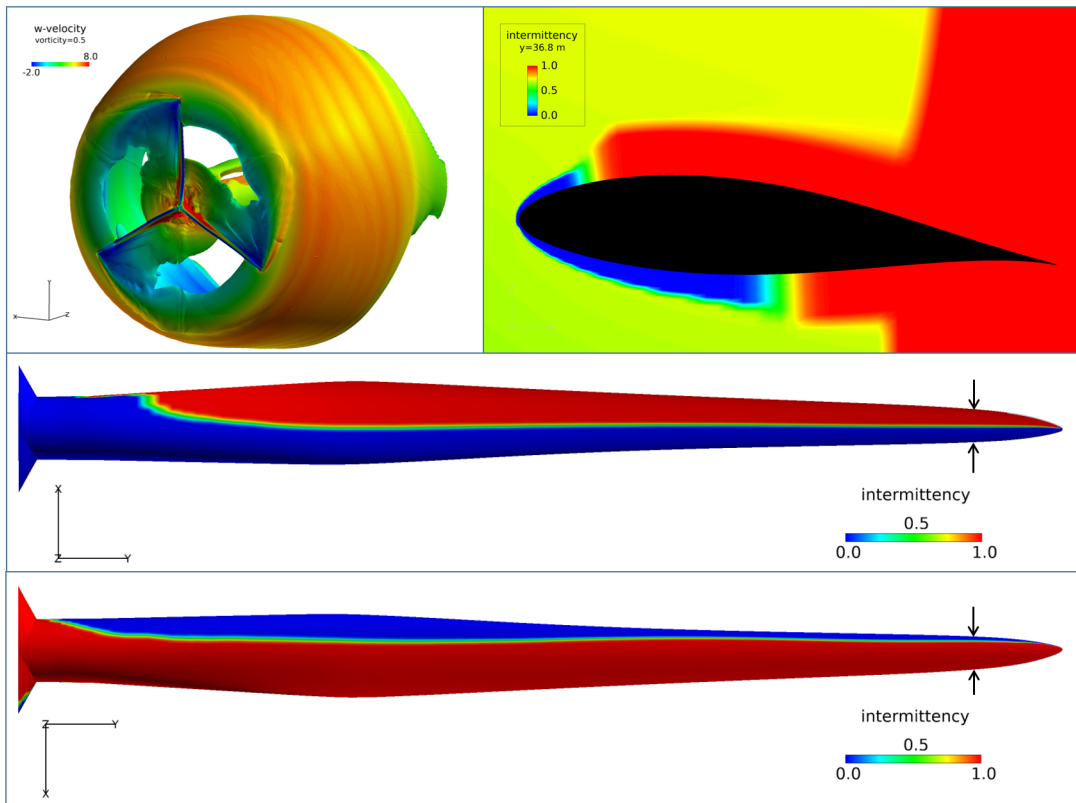 w-velocity
vorticity=0.5
8.0
-2.0
Y
X
Z
intermittency
y=36.8 m
1.0
0.5
0.0
X
Z
Y
intermittency
0.5
0.0
1.0
Z
Y
X
intermittency
0.5
0.0
1.0